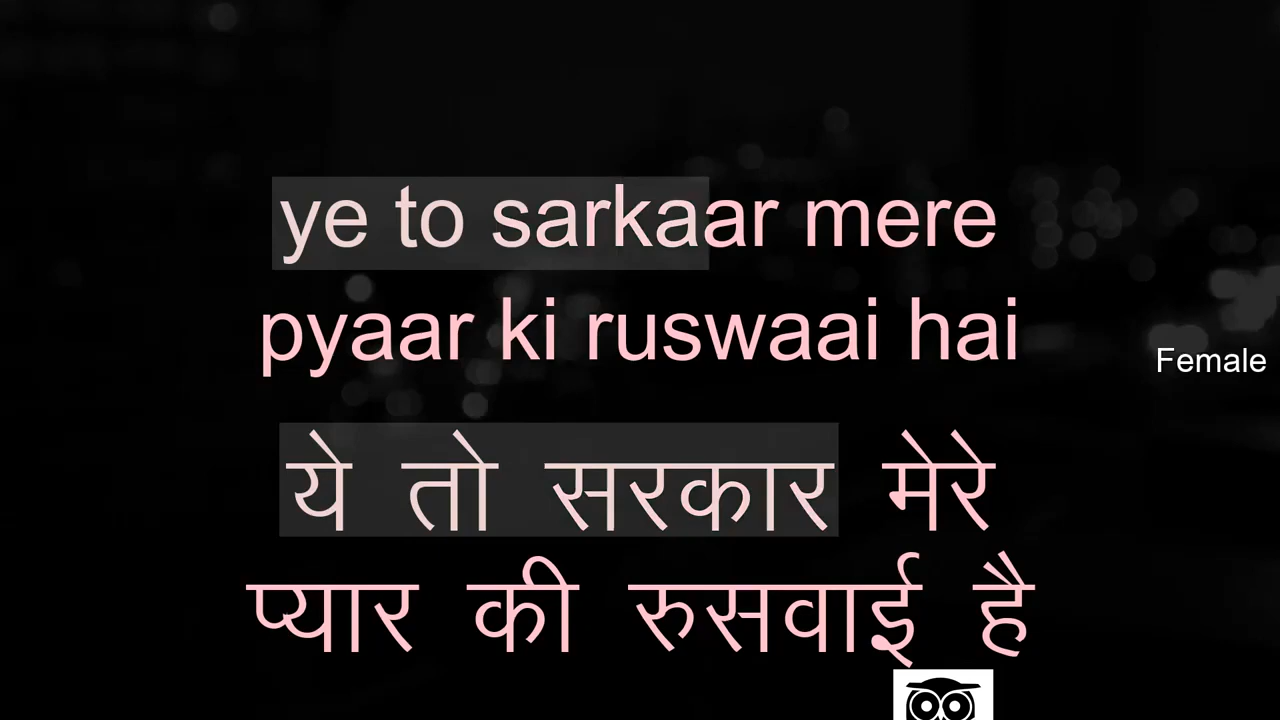 ye to sarkaar mere
pyaar ki ruswaai hai
Female
ये तो सरकार मेरे
प्यार की रुसवाई है